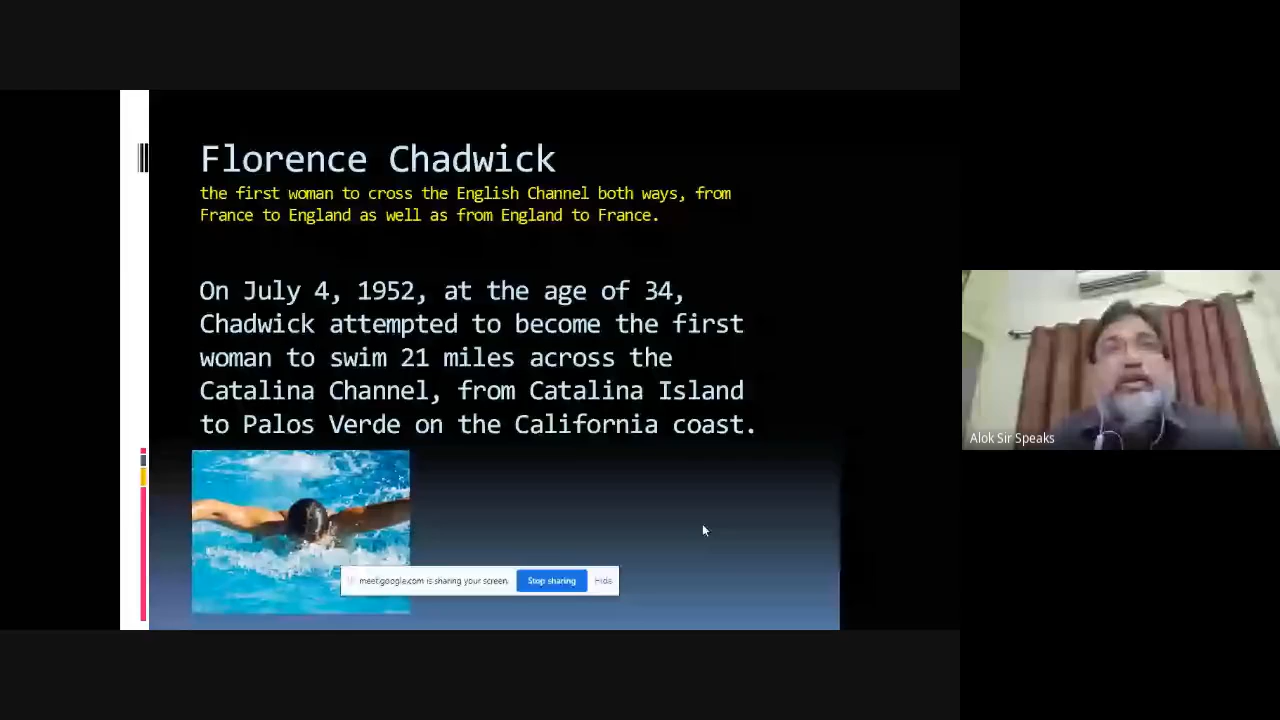 Florence Chadwick
the first woman to cross the English Channel both ways, from
France to England as well as from England to France.
On July 4, 1952, at the age of 34,
Chadwick attempted to become the first
woman to swim 21 miles across the
Catalina Channel, from Catalina Island
to Palos Verde on the California coast.
meet.google.com is sharing your screen.
Stop sharing
Hide
Alok Sir Speaks